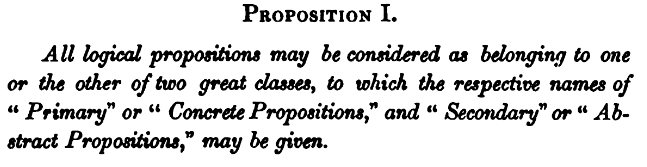 PROPOSITION I.
All logical propositions may be considered as belonging to one
or the other of two great classes, to which the respective names of
“ Primary” or “ Concrete Propositions,” and “ Secondary” or “ Ab-
stract Propositions,” may be given.